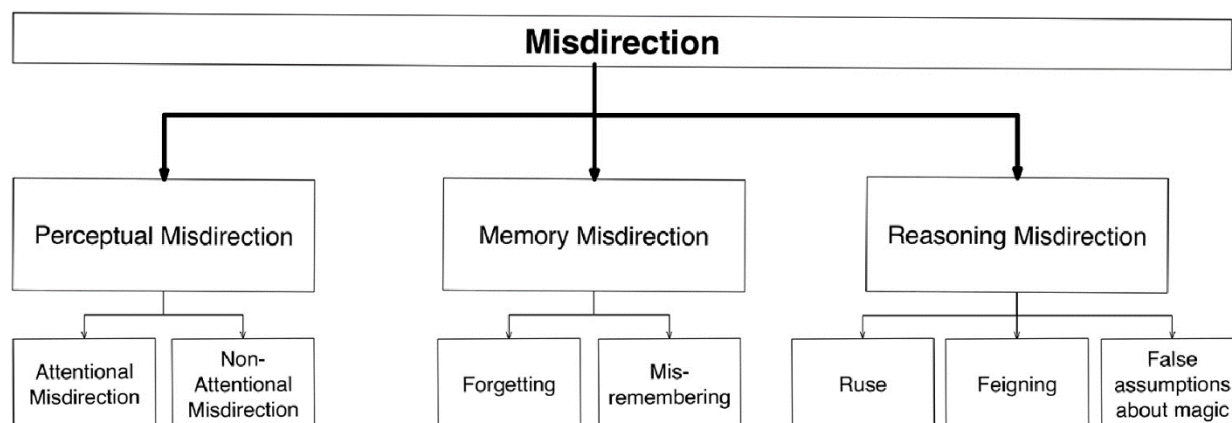 Misdirection
Perceptual Misdirection
Memory Misdirection
Reasoning Misdirection
Attentional
Misdirection
Non-
Attentional
Misdirection
Forgetting
Mis-
remembering
Ruse
Feigning
False
assumptions
about magic